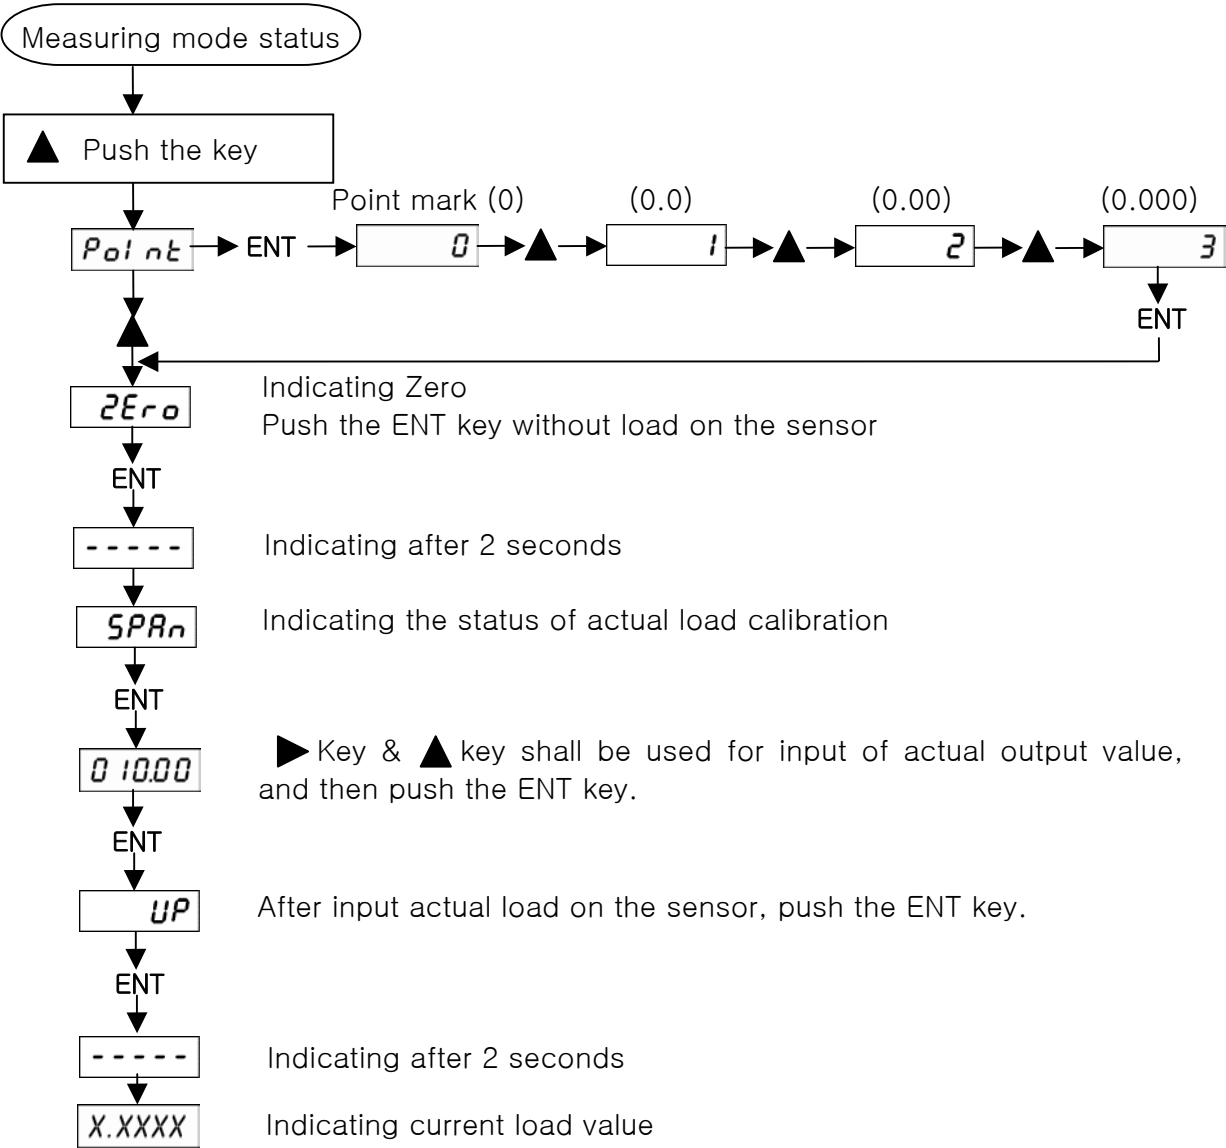 Measuring mode status
▲ Push the key
Point mark (0) (0.0) (0.00) (0.000)
Point ENT 0 ▲ 1 ▲ 2 ▲ 3
ENT
▲
ZEro
Indicating Zero
Push the ENT key without load on the sensor
ENT
- - - - - Indicating after 2 seconds
SPAn Indicating the status of actual load calibration
ENT
010.00
▶ Key & ▲ key shall be used for input of actual output value,
and then push the ENT key.
ENT
UP After input actual load on the sensor, push the ENT key.
ENT
- - - - - Indicating after 2 seconds
X.XXXX Indicating current load value